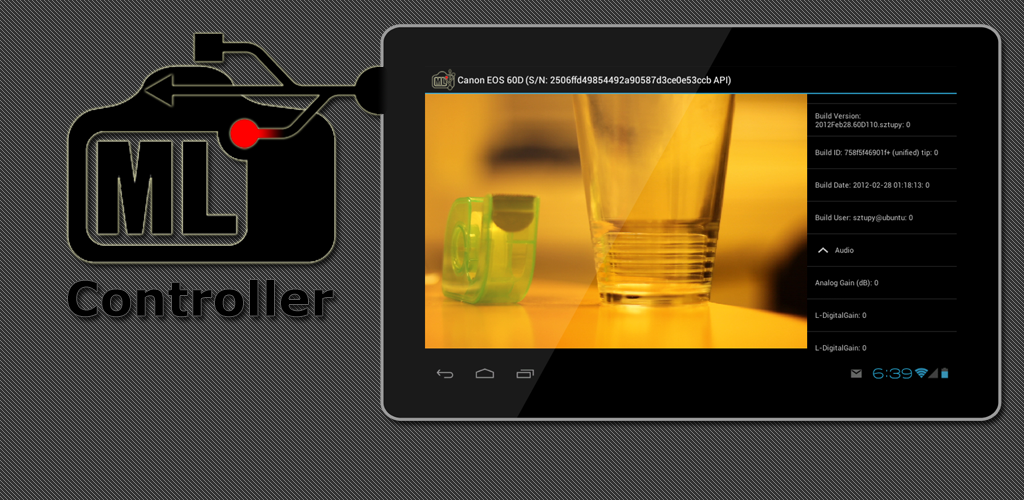 ML
Controller
ML
Canon EOS 60D (S/N: 2506ffd49854492a90587d3ce0e53ccb API)
Build Version:
2012Feb28.60D110.sztupy: 0
Build ID: 758f5f46901f+ (unified) tip: 0
Build Date: 2012-02-28 01:18:13: 0
Build User: sztupy@ubuntu: 0
Audio
Analog Gain (dB): 0
L-DigitalGain: 0
L-DigitalGain: 0
6:39